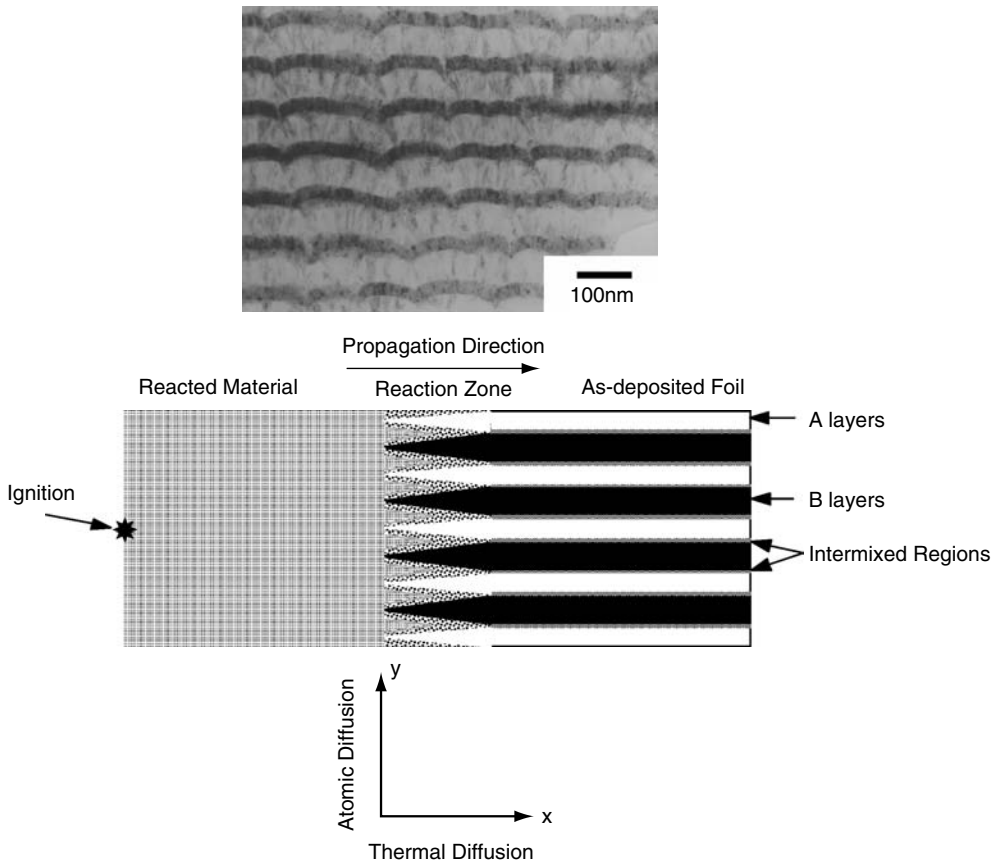 100nm
Propagation Direction
Reacted Material
Reaction Zone
As-deposited Foil
A layers
Ignition
B layers
Intermixed Regions
y
Atomic Diffusion
x
Thermal Diffusion